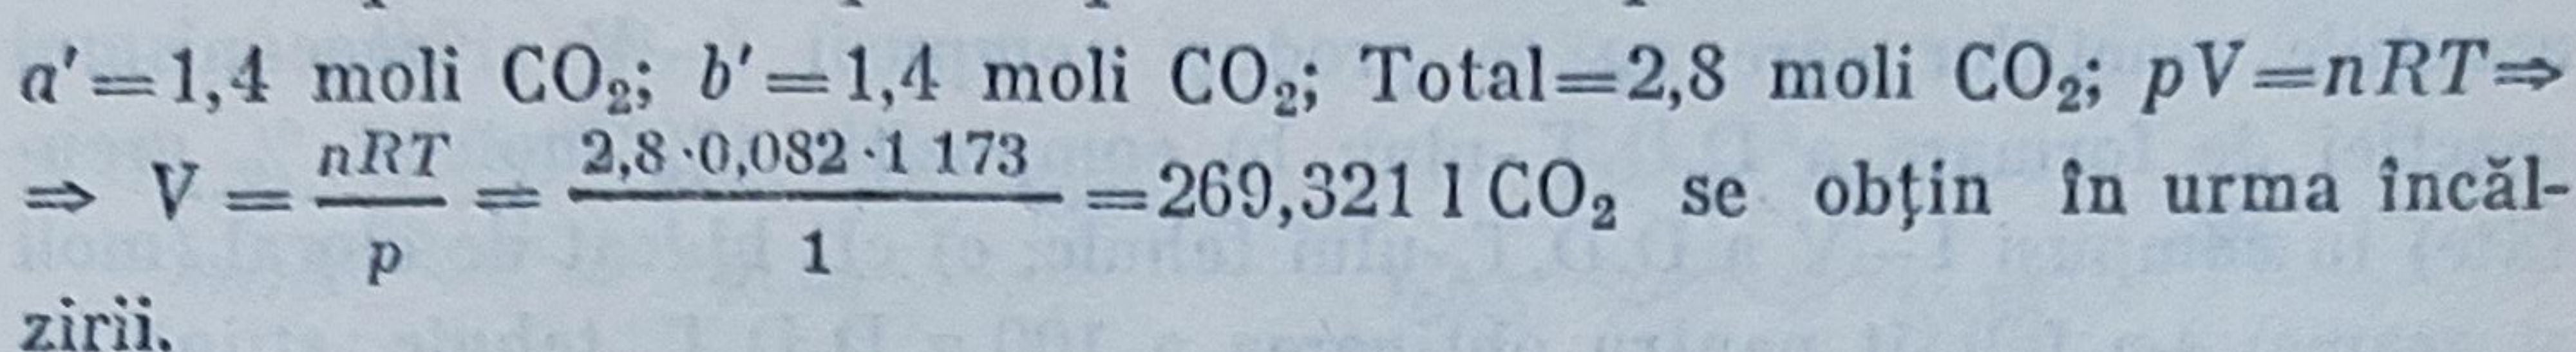 a′=1,4 moli CO₂; b′=1,4 moli CO₂; Total=2,8 moli CO₂; pV=nRT⇒
⇒ V = nRT/p = 2,8·0,082·1 173/1 =269,321 l CO₂ se obțin în urma încăl-
zirii.